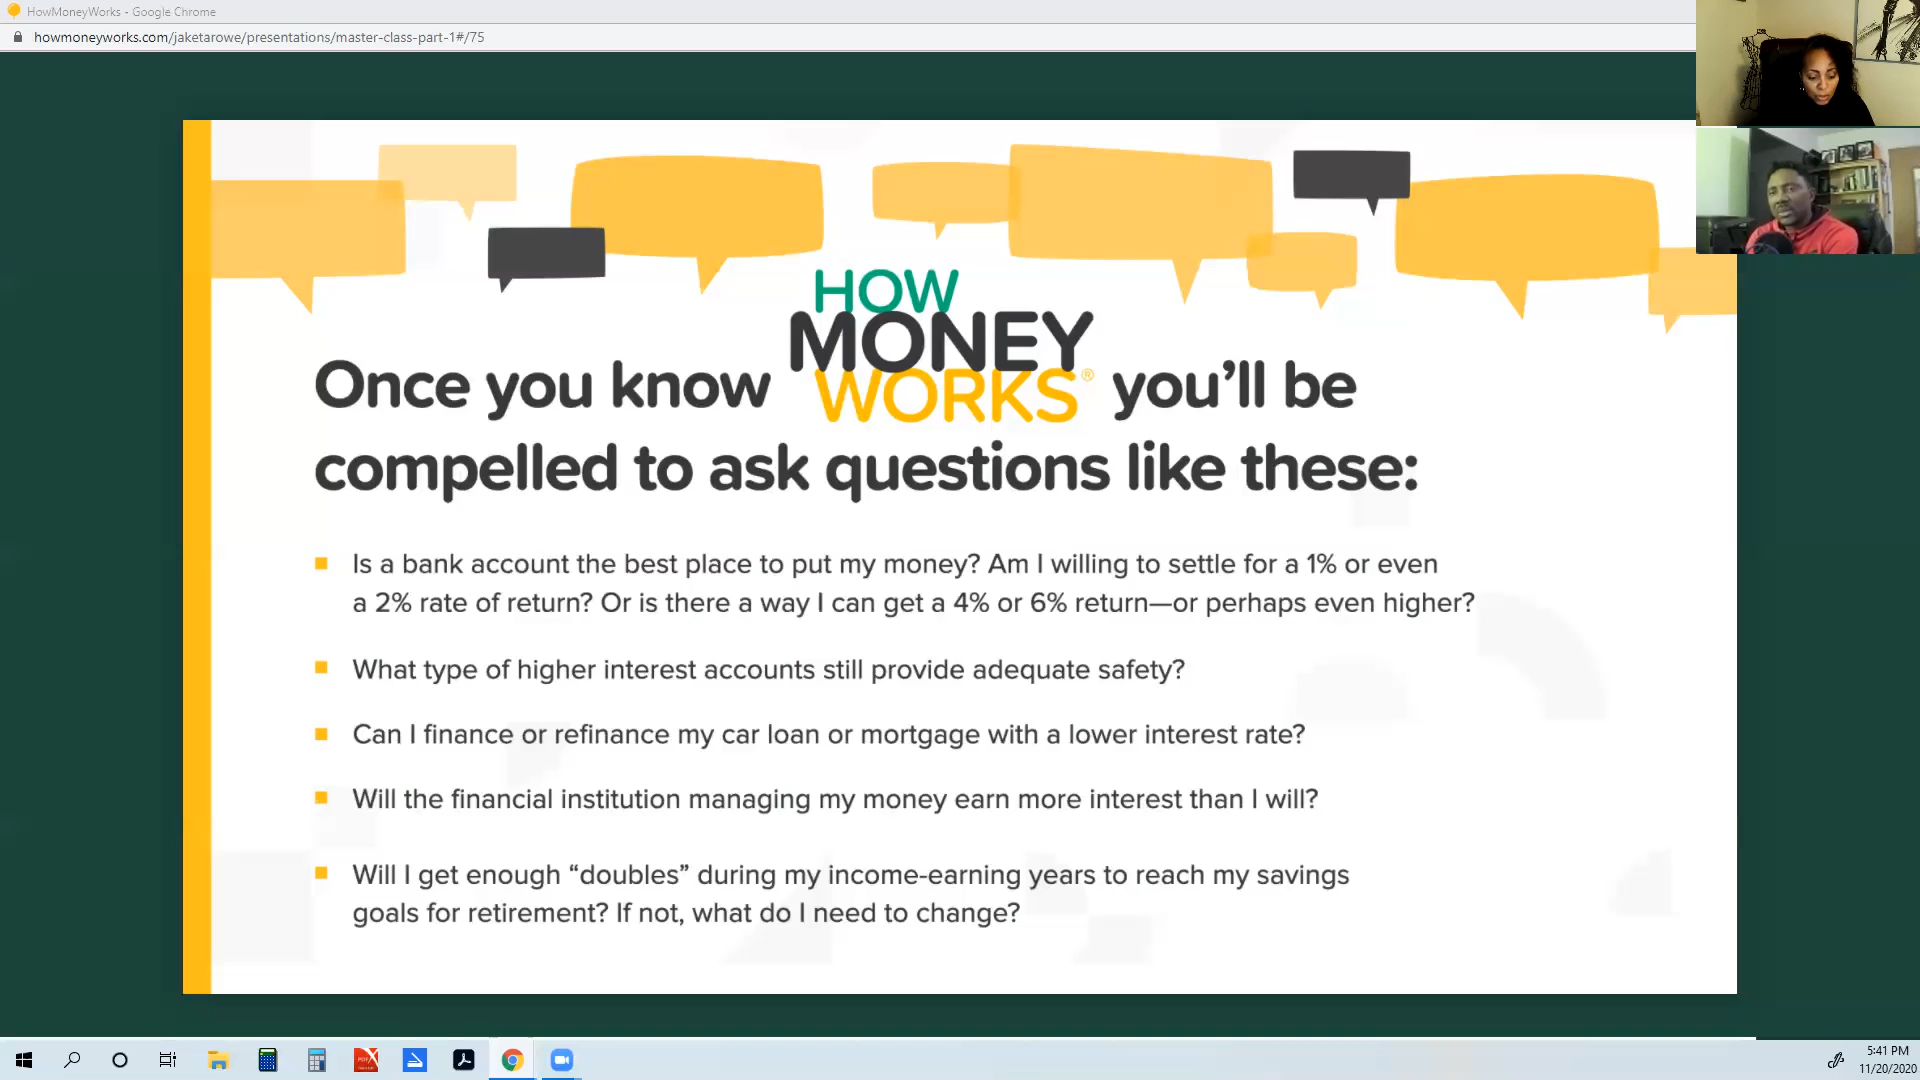 HowMoneyWorks - Google Chrome
howmoneyworks.com/jaketarowe/presentations/master-class-part-1#/75
HOW
MONEY
WORKS®
Once you know you’ll be
compelled to ask questions like these:
Is a bank account the best place to put my money? Am I willing to settle for a 1% or even
a 2% rate of return? Or is there a way I can get a 4% or 6% return—or perhaps even higher?
What type of higher interest accounts still provide adequate safety?
Can I finance or refinance my car loan or mortgage with a lower interest rate?
Will the financial institution managing my money earn more interest than I will?
Will I get enough “doubles” during my income-earning years to reach my savings
goals for retirement? If not, what do I need to change?
5:41 PM
11/20/2020